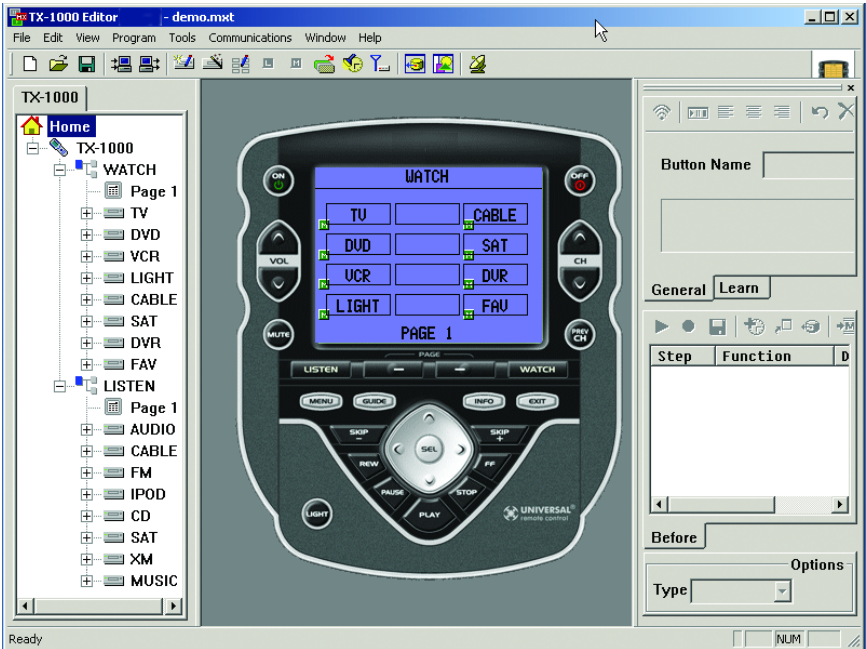 TX-1000 Editor - demo.mxt
File Edit View Program Tools Communications Window Help
TX-1000
Home
TX-1000
WATCH
Page 1
TV
DVD
VCR
LIGHT
CABLE
SAT
DVR
FAV
LISTEN
Page 1
AUDIO
CABLE
FM
IPOD
CD
SAT
XM
MUSIC
ON
OFF
WATCH
TV CABLE
DVD SAT
VCR DVR
LIGHT FAV
PAGE 1
VOL
CH
MUTE
PREV CH
PAGE
LISTEN - - WATCH
MENU GUIDE INFO EXIT
SKIP -
SKIP +
SEL
REW FF
PAUSE STOP
PLAY
LIGHT
UNIVERSAL®
remote control
Button Name
General Learn
Step Function D
Before
Options
Type
Ready
NUM